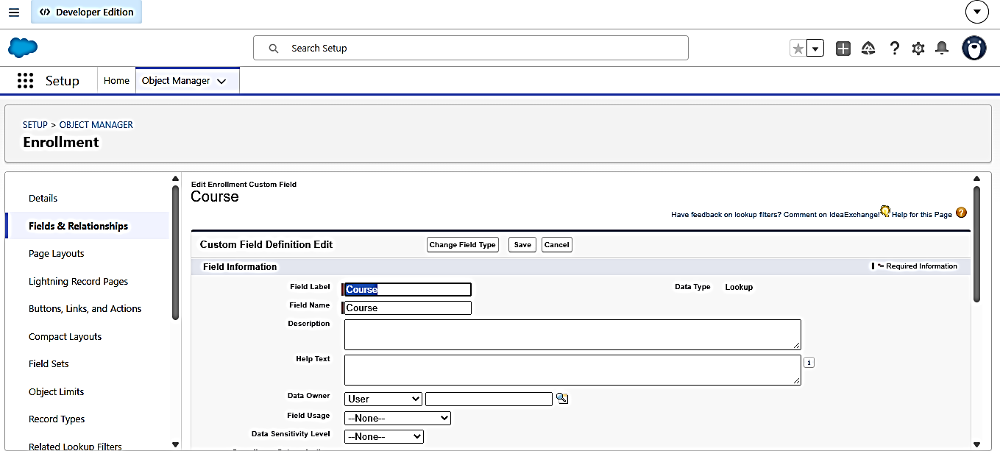 Developer Edition
Search Setup
Setup
Home
Object Manager
SETUP > OBJECT MANAGER
Enrollment
Details
Fields & Relationships
Page Layouts
Lightning Record Pages
Buttons, Links, and Actions
Compact Layouts
Field Sets
Object Limits
Record Types
Related Lookup Filters
Edit Enrollment Custom Field
Course
Have feedback on lookup filters? Comment on IdeaExchange! Help for this Page
Custom Field Definition Edit
Change Field Type
Save
Cancel
Field Information
= Required Information
Field Label
Course
Data Type
Lookup
Field Name
Course
Description
Help Text
i
Data Owner
User
Field Usage
--None--
Data Sensitivity Level
--None--